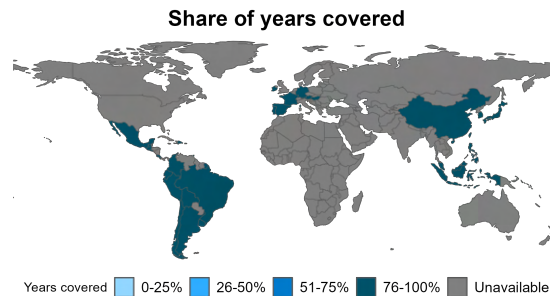 Share of years covered
Years covered 0-25% 26-50% 51-75% 76-100% Unavailable